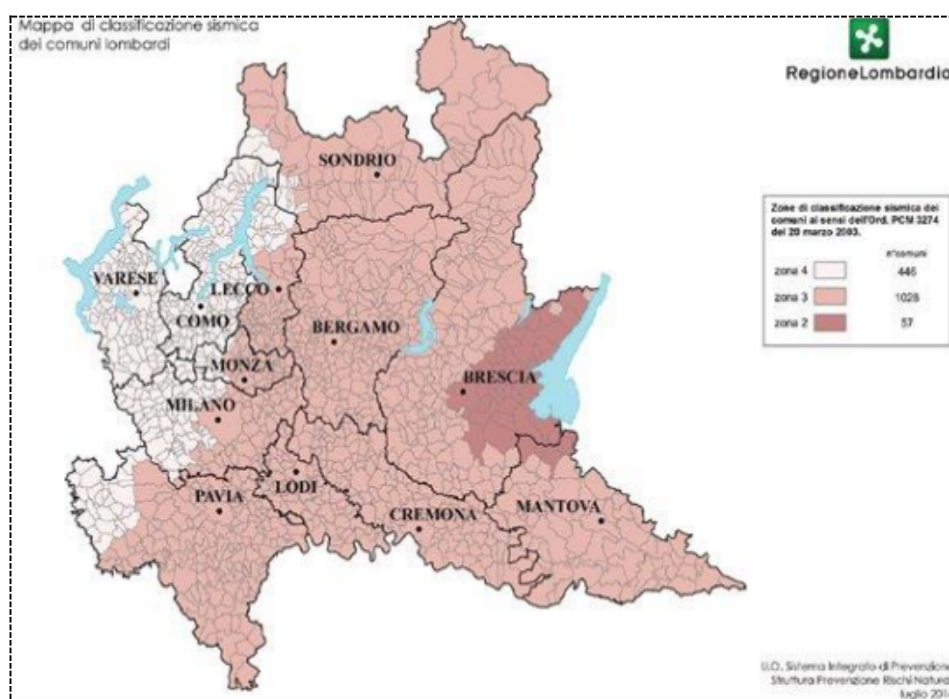 Mappa di classificazione sismica
dei comuni lombardi
RegioneLombardia
SONDRIO
VARESE
LECCO
COMO
BERGAMO
MONZA
BRESCIA
MILANO
PAVIA
LODI
CREMONA
MANTOVA
Zone di classificazione sismica dei
comuni ai sensi dell'Ord. PCM 3274
del 20 marzo 2003.
n°comuni
zona 4 446
zona 3 1028
zona 2 57
U.O. Sistema Integrato di Prevenzione
Struttura Prevenzione Rischi
luglio